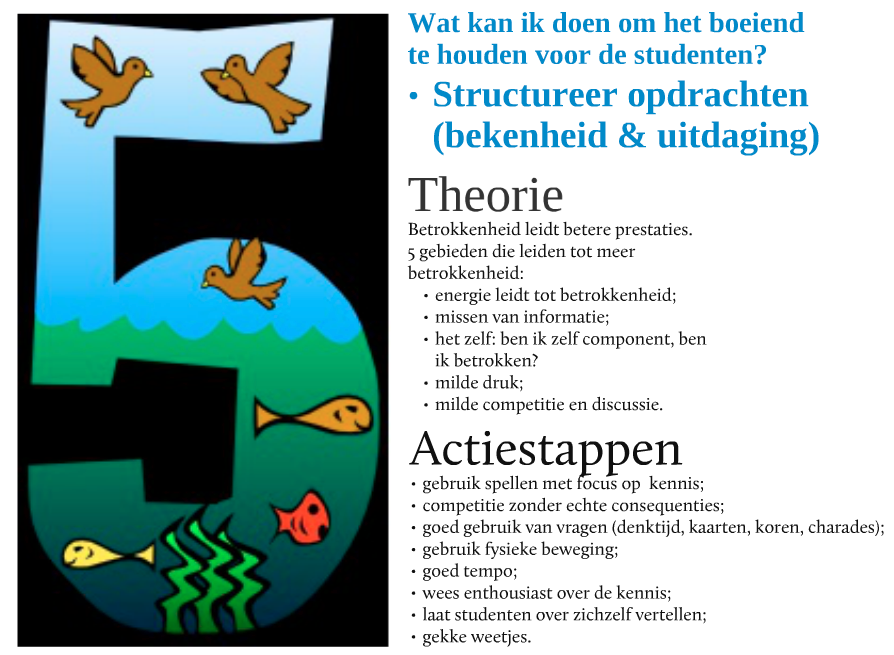 5
Wat kan ik doen om het boeiend
te houden voor de studenten?
• Structureer opdrachten
(bekenheid & uitdaging)
Theorie
Betrokkenheid leidt betere prestaties.
5 gebieden die leiden tot meer
betrokkenheid:
• energie leidt tot betrokkenheid;
• missen van informatie;
• het zelf: ben ik zelf component, ben
ik betrokken?
• milde druk;
• milde competitie en discussie.
Actiestappen
• gebruik spellen met focus op kennis;
• competitie zonder echte consequenties;
• goed gebruik van vragen (denktijd, kaarten, koren, charades);
• gebruik fysieke beweging;
• goed tempo;
• wees enthousiast over de kennis;
• laat studenten over zichzelf vertellen;
• gekke weetjes.